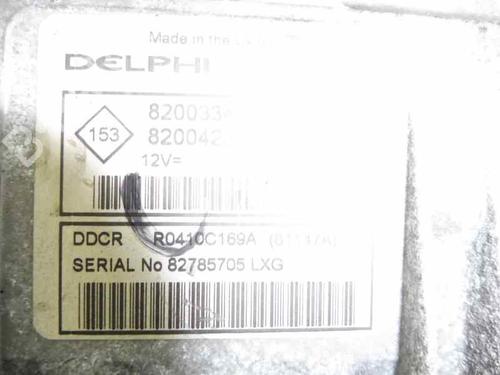 Made in the
DELPHI
153
820033
820042
12V=
DDCR R0410C169A
SERIAL No 82785705 LXG